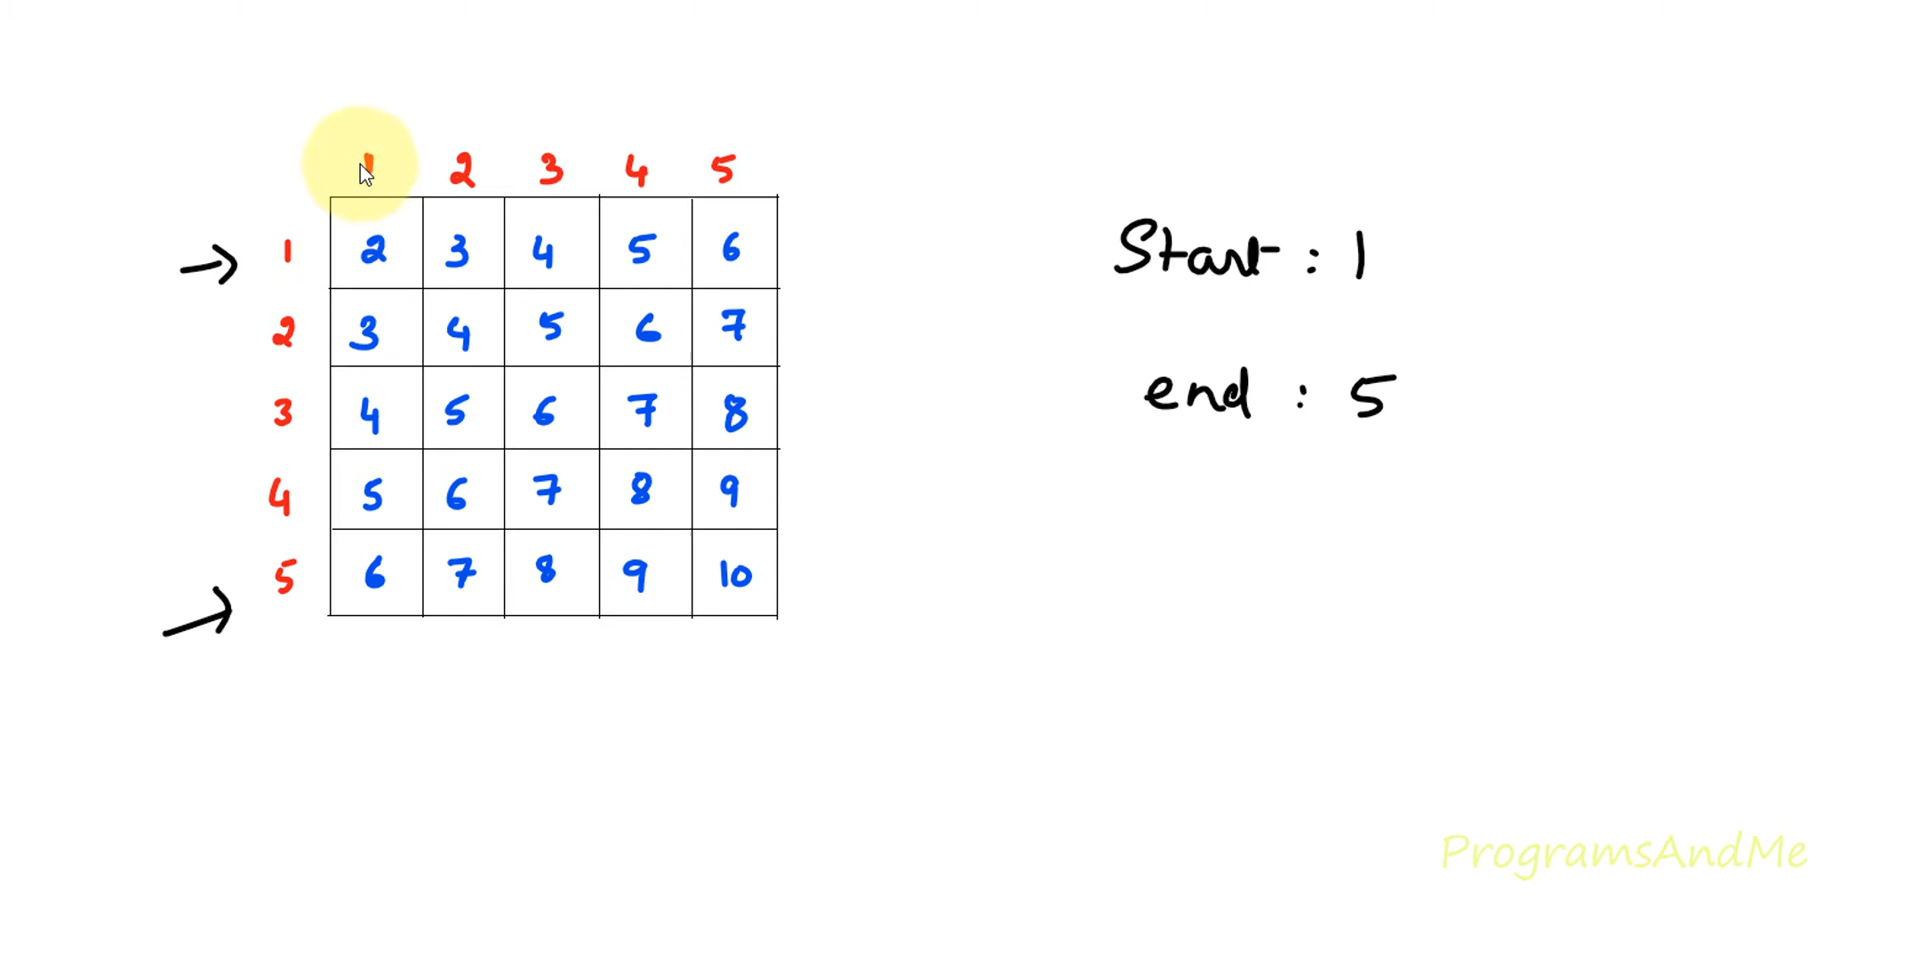 1 2 3 4 5
1 2 3 4 5 6
2 3 4 5 6 7
3 4 5 6 7 8
4 5 6 7 8 9
5 6 7 8 9 10
Start : 1
end : 5
ProgramsAndMe